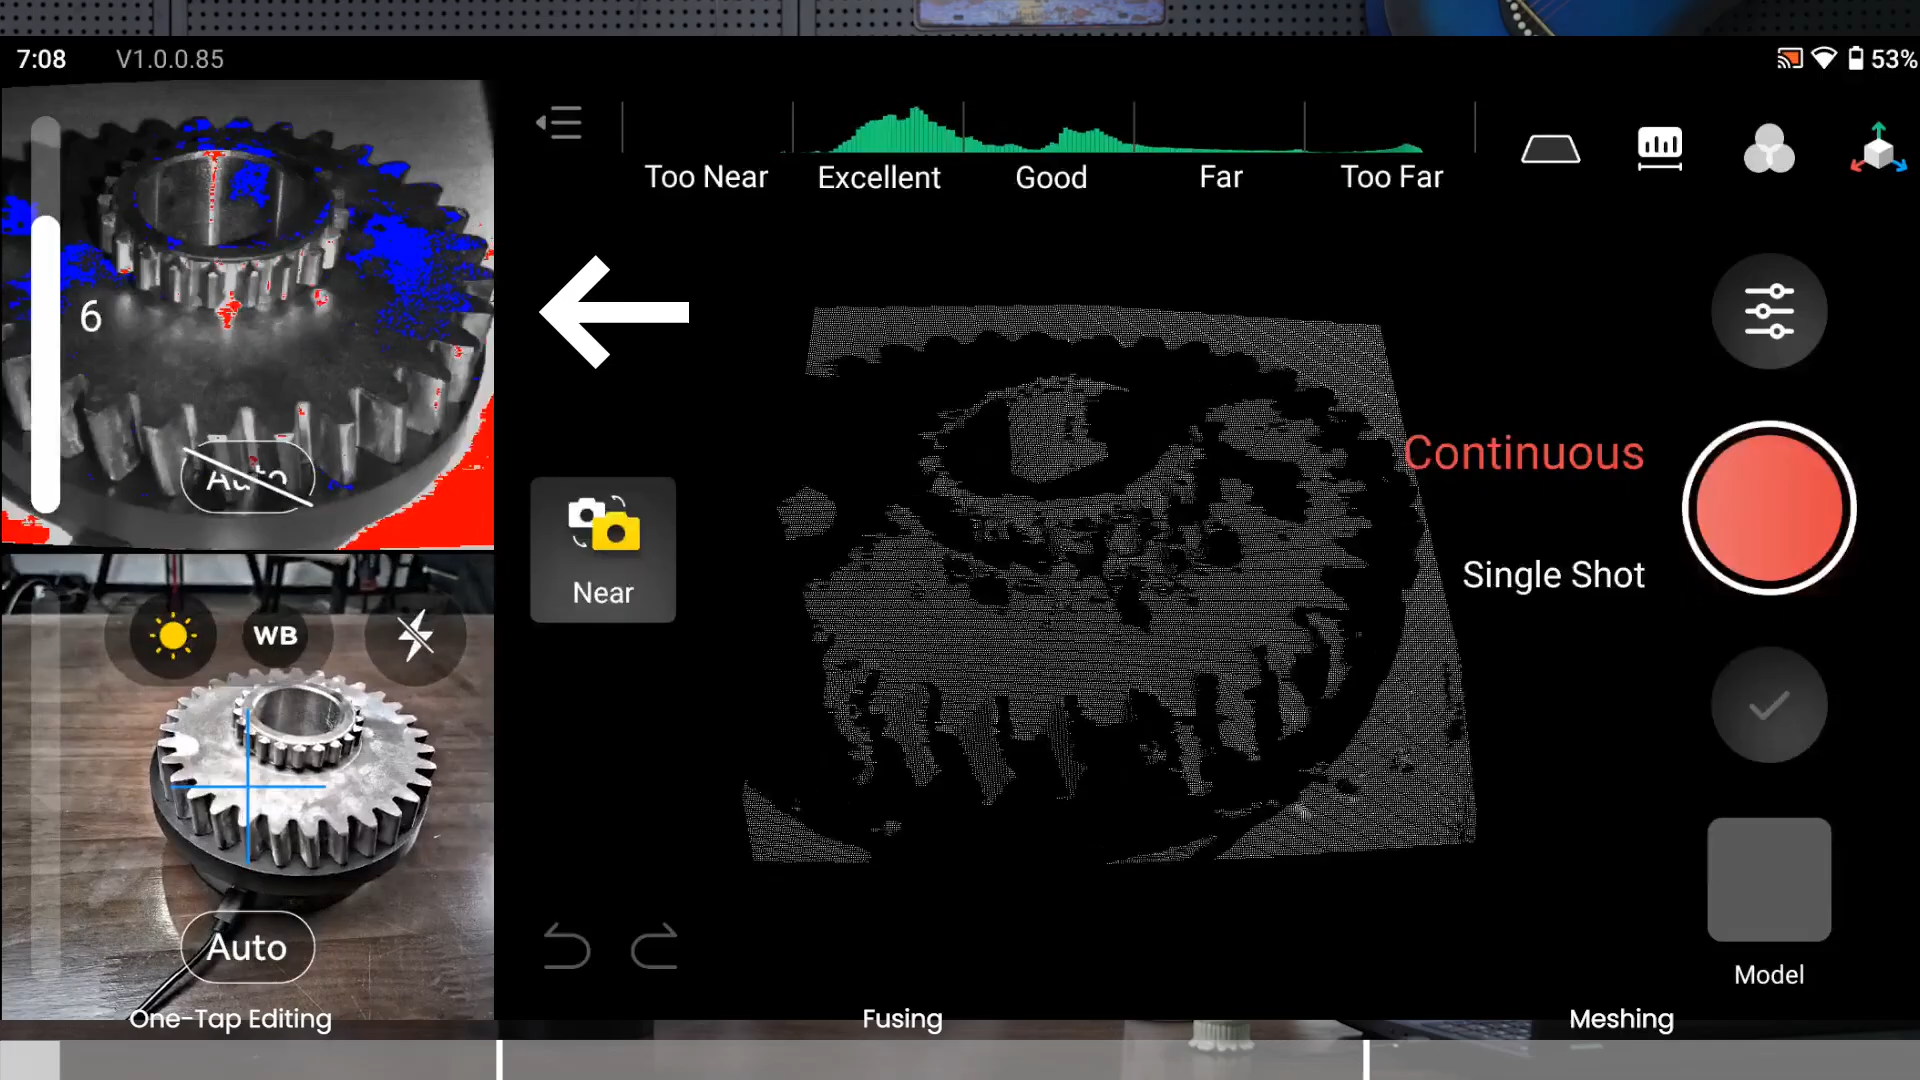 7:08 V1.0.0.85 53%
Too Near Excellent Good Far Too Far
6
Auto
Continuous
Near
Single Shot
WB
Auto
Model
One-Tap Editing Fusing Meshing